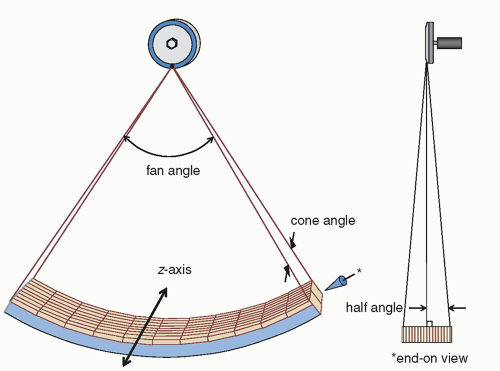 fan angle
cone angle
z-axis
*
half angle
*end-on view